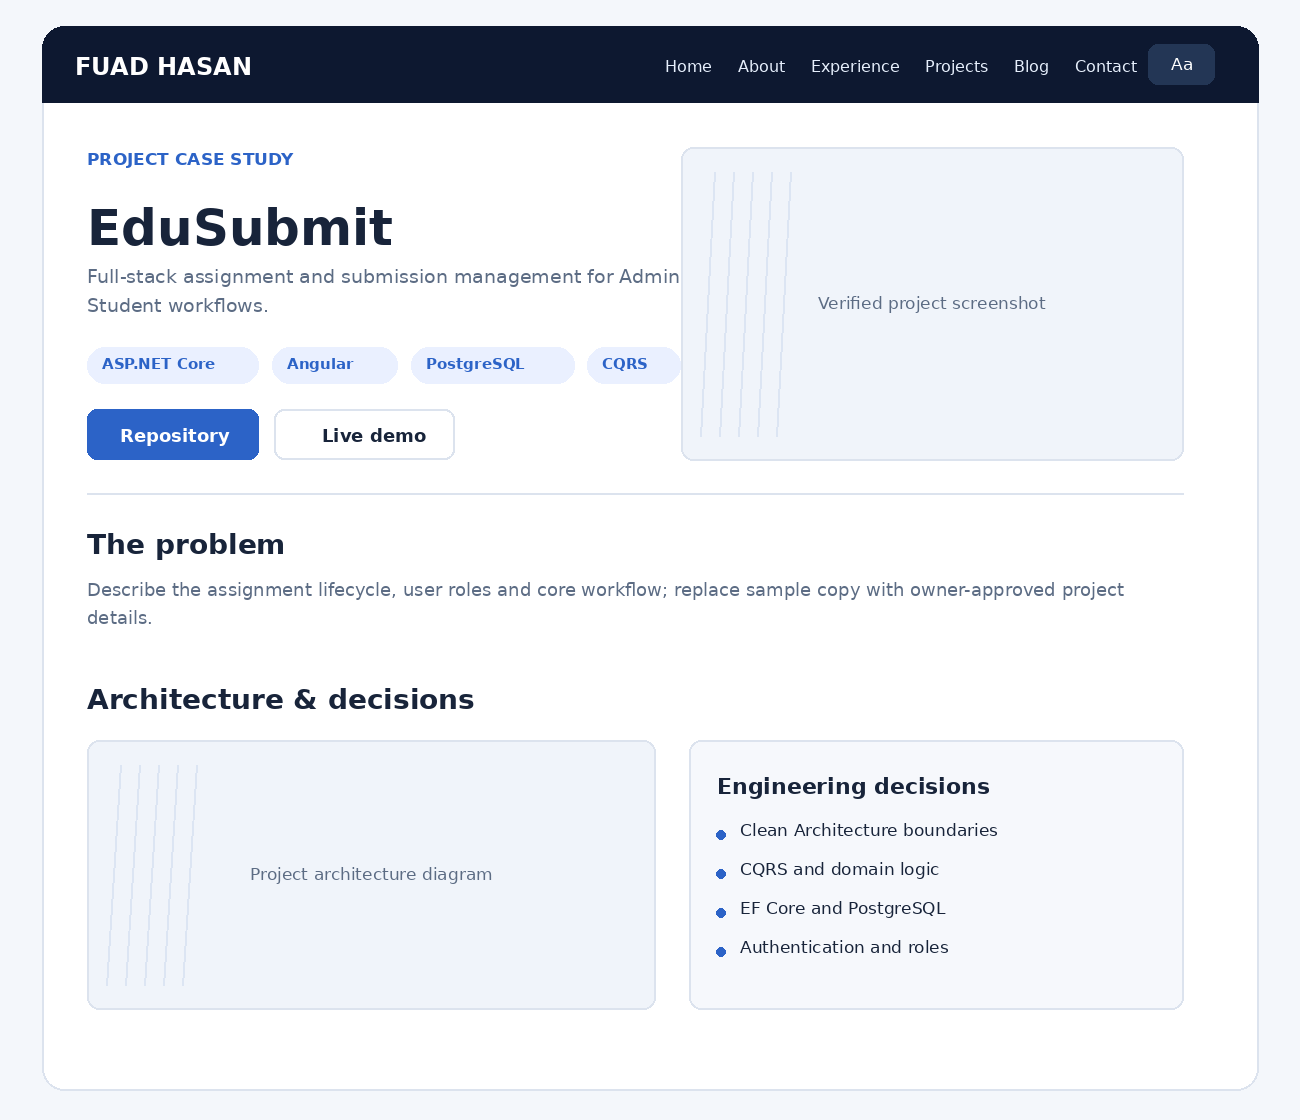 FUAD HASAN
Home About Experience Projects Blog Contact Aa
PROJECT CASE STUDY
EduSubmit
Full-stack assignment and submission management for Admin
Student workflows.
ASP.NET Core Angular PostgreSQL CQRS
Repository Live demo
Verified project screenshot
The problem
Describe the assignment lifecycle, user roles and core workflow; replace sample copy with owner-approved project
details.
Architecture & decisions
Project architecture diagram
Engineering decisions
Clean Architecture boundaries
CQRS and domain logic
EF Core and PostgreSQL
Authentication and roles